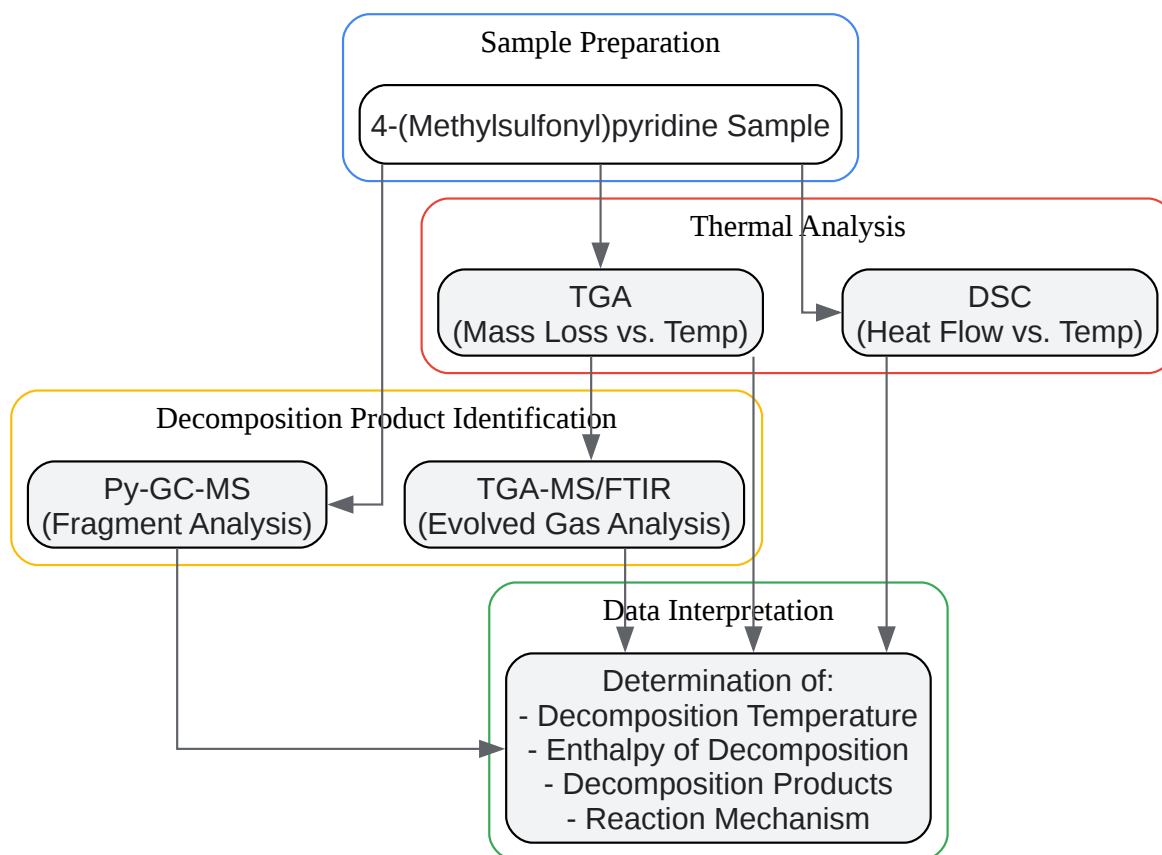 Sample Preparation
4-(Methylsulfonyl)pyridine Sample
Thermal Analysis
TGA
(Mass Loss vs. Temp)
DSC
(Heat Flow vs. Temp)
Decomposition Product Identification
Py-GC-MS
(Fragment Analysis)
TGA-MS/FTIR
(Evolved Gas Analysis)
Data Interpretation
Determination of:
- Decomposition Temperature
- Enthalpy of Decomposition
- Decomposition Products
- Reaction Mechanism